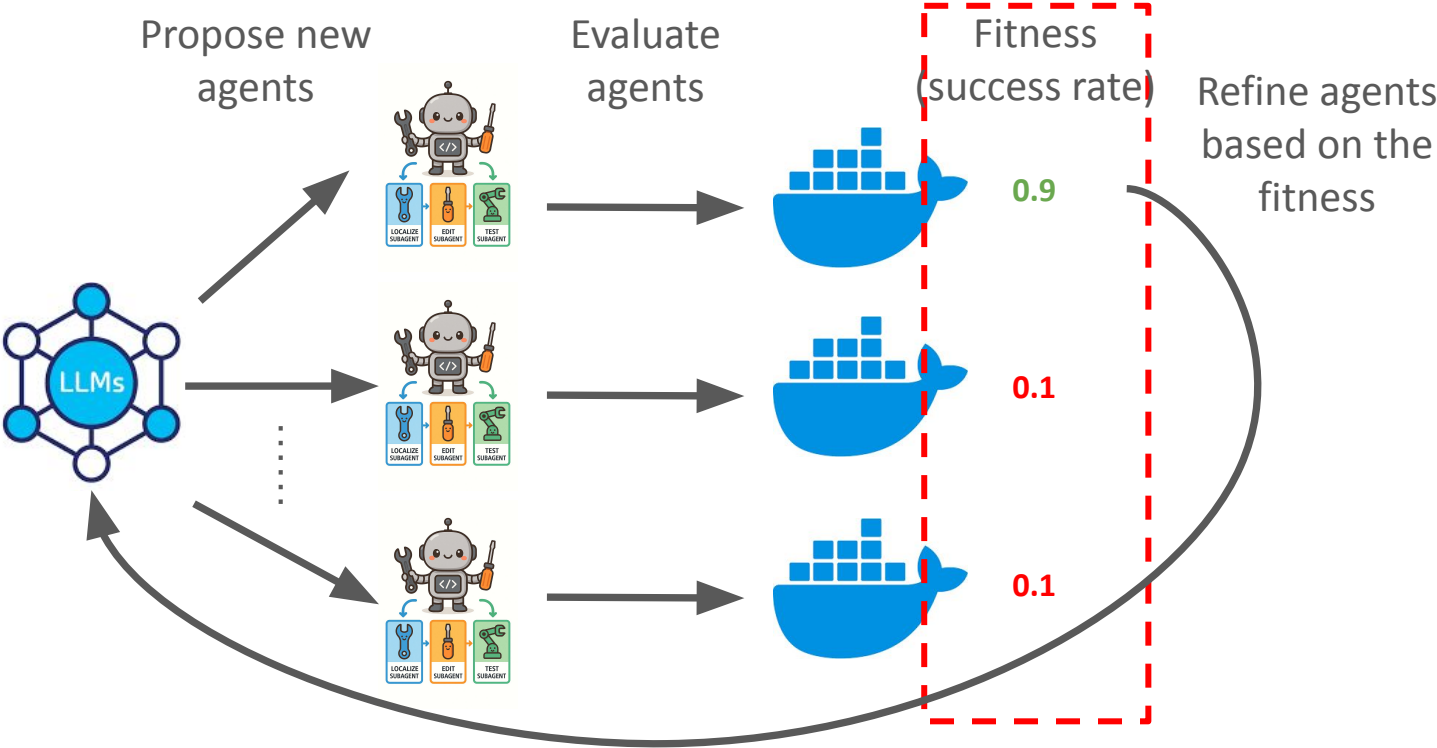 Propose new
agents
Evaluate
agents
Fitness
(success rate)
Refine agents
based on the
fitness
</>
LOCALIZE
SUBAGENT
EDIT
SUBAGENT
TEST
SUBAGENT
0.9
LLMs
</>
LOCALIZE
SUBAGENT
EDIT
SUBAGENT
TEST
SUBAGENT
0.1
</>
LOCALIZE
SUBAGENT
EDIT
SUBAGENT
TEST
SUBAGENT
0.1